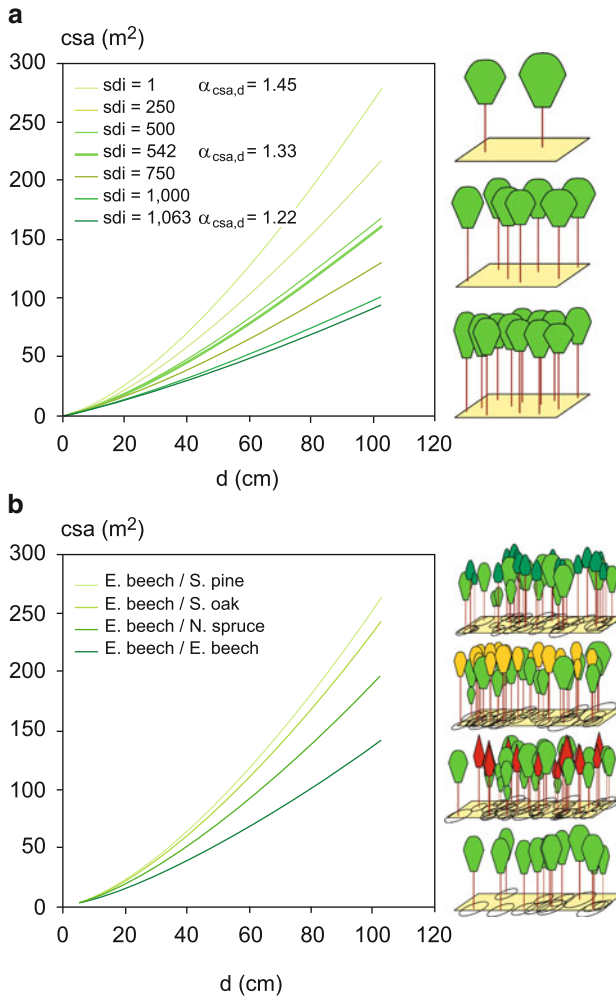 a
csa (m²)
300
250
200
150
100
50
0
sdi = 1 αcsa,d = 1.45
sdi = 250
sdi = 500
sdi = 542 αcsa,d = 1.33
sdi = 750
sdi = 1,000
sdi = 1,063 αcsa,d = 1.22
0 20 40 60 80 100 120
d (cm)
b
csa (m²)
300
250
200
150
100
50
0
E. beech / S. pine
E. beech / S. oak
E. beech / N. spruce
E. beech / E. beech
0 20 40 60 80 100 120
d (cm)